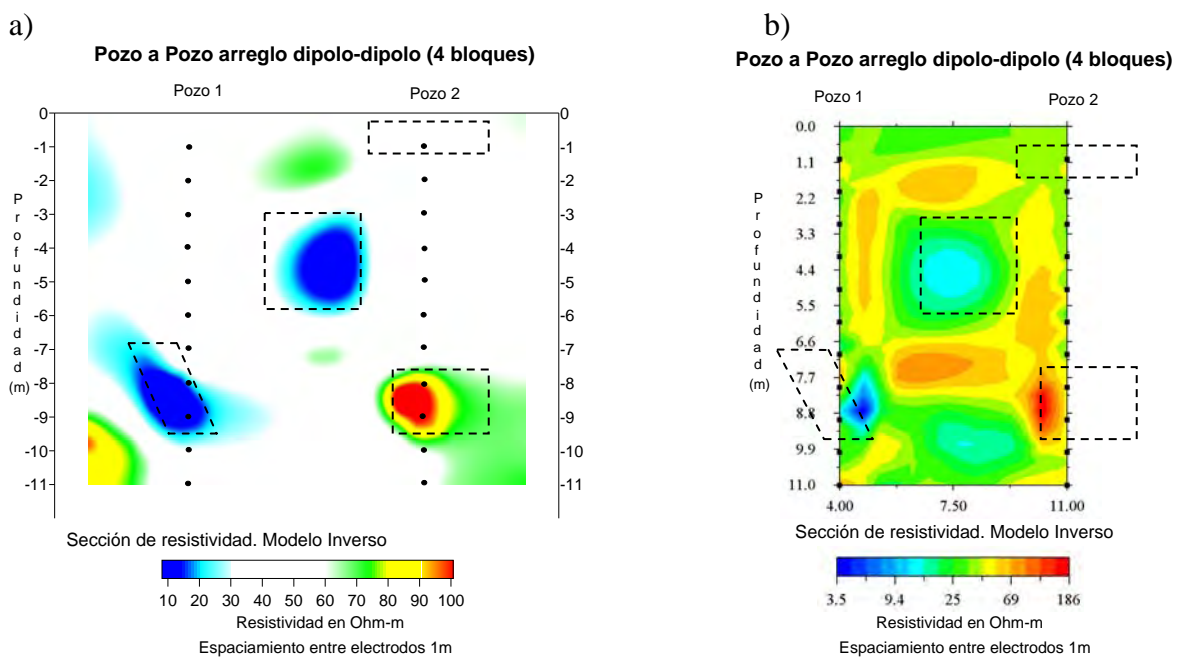 a)
Pozo a Pozo arreglo dipolo-dipolo (4 bloques)
Pozo 1
Pozo 2
0
-1
-2
-3
-4
-5
-6
-7
-8
-9
-10
-11
Profundidad
(m)
0
-1
-2
-3
-4
-5
-6
-7
-8
-9
-10
-11
Sección de resistividad. Modelo Inverso
10 20 30 40 50 60 70 80 90 100
Resistividad en Ohm-m
Espaciamiento entre electrodos 1m
b)
Pozo a Pozo arreglo dipolo-dipolo (4 bloques)
Pozo 1
Pozo 2
0.0
1.1
2.2
3.3
4.4
5.5
6.6
7.7
8.8
9.9
11.0
Profundidad
(m)
4.00 7.50 11.00
Sección de resistividad. Modelo Inverso
3.5 9.4 25 69 186
Resistividad en Ohm-m
Espaciamiento entre electrodos 1m